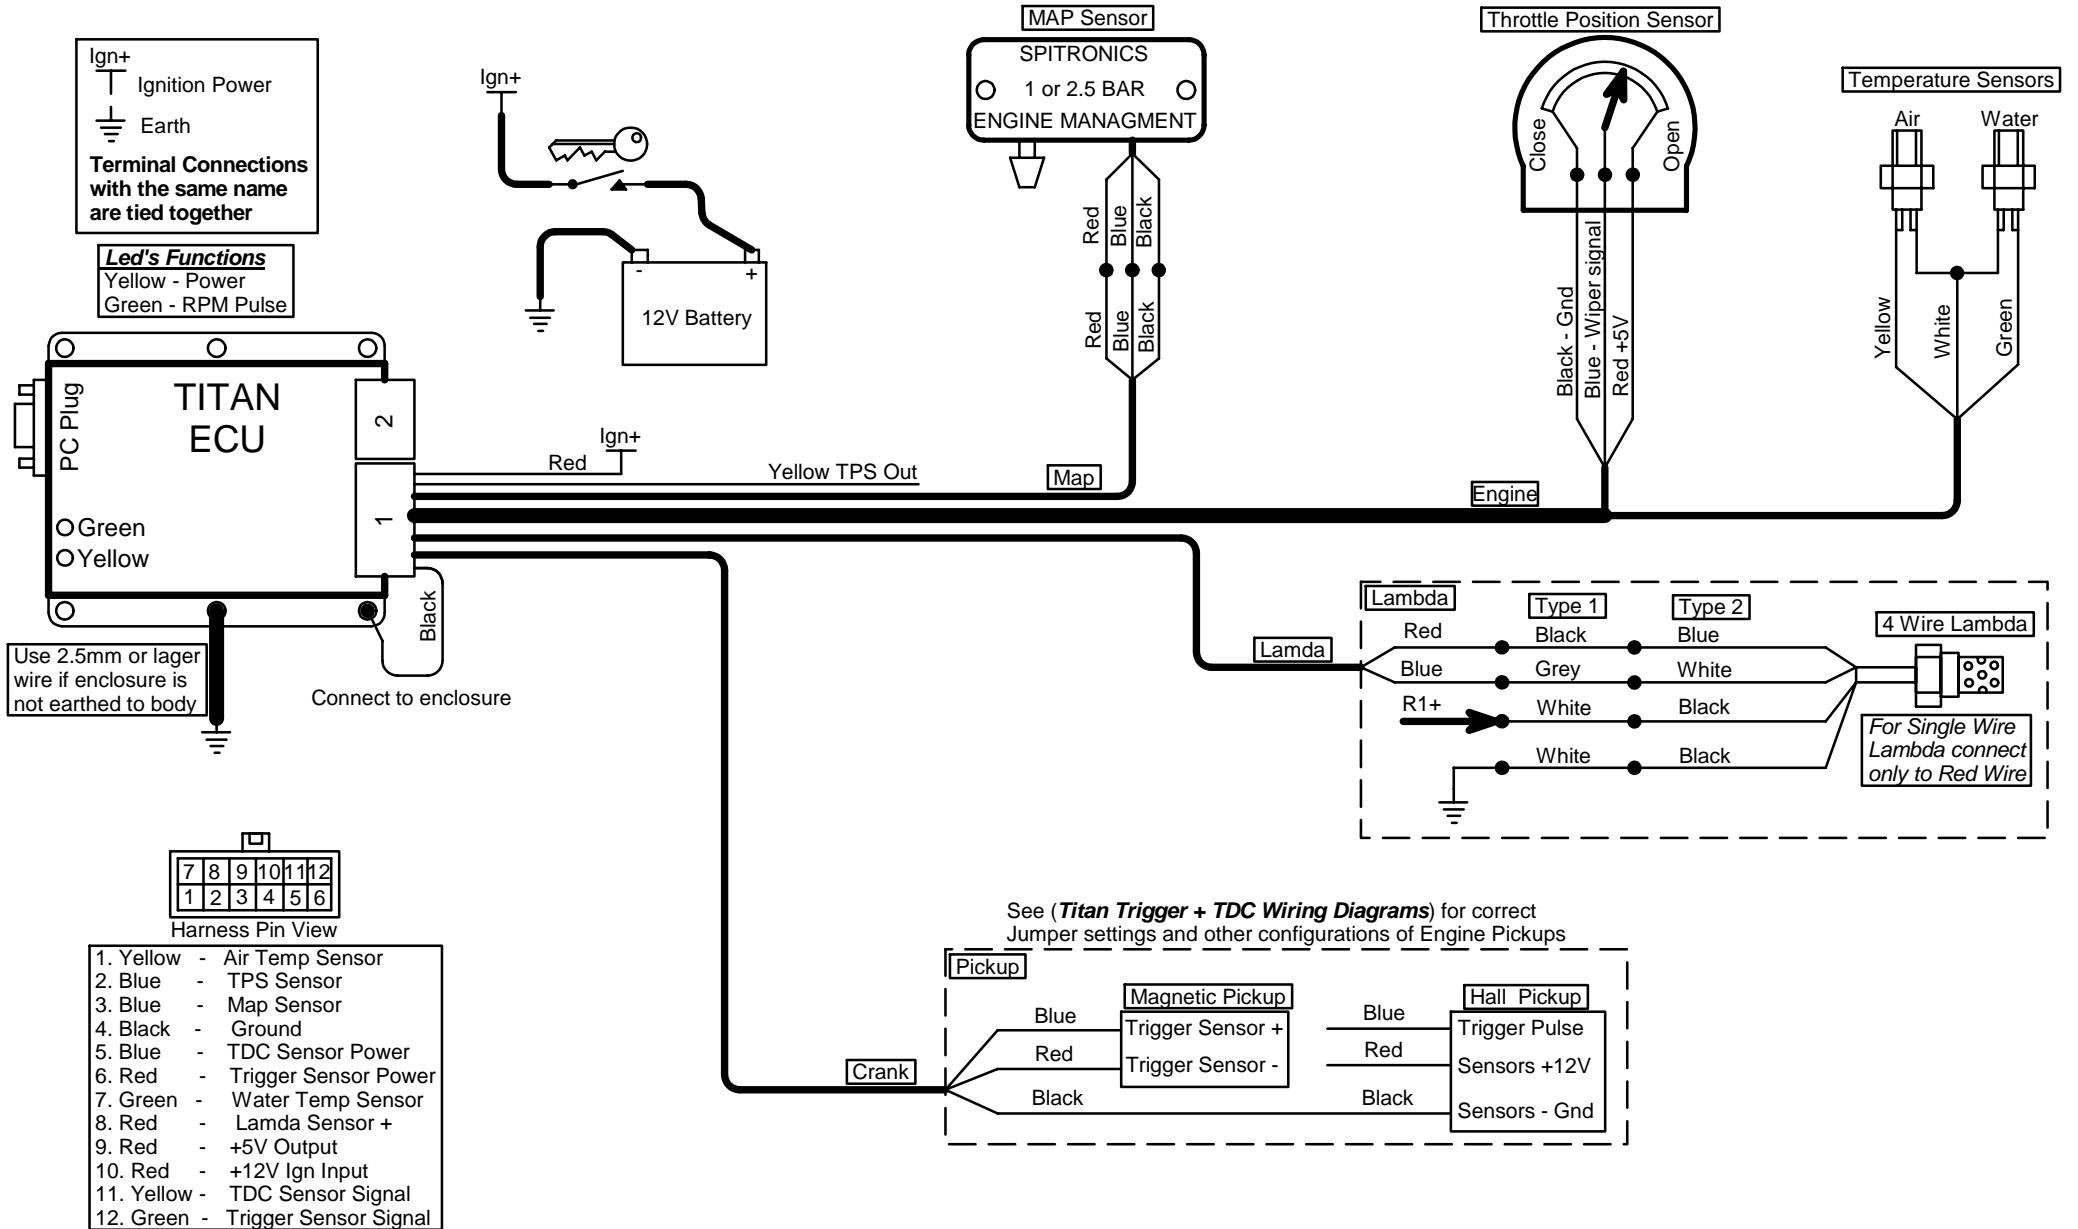 Ign+
Ignition Power
Earth
Terminal Connections
with the same name
are tied together
Led's Functions
Yellow - Power
Green - RPM Pulse
Ign+
- +
12V Battery
MAP Sensor
SPITRONICS
1 or 2.5 BAR
ENGINE MANAGMENT
Red
Blue
Black
Red
Blue
Black
Throttle Position Sensor
Close
Open
Black - Gnd
Blue - Wiper signal
Red +5V
Temperature Sensors
Air
Water
Yellow
White
Green
TITAN
ECU
PC Plug
2
1
Green
Yellow
Red
Ign+
Yellow TPS Out
Map
Engine
Black
Connect to enclosure
Use 2.5mm or lager
wire if enclosure is
not earthed to body
Lamda
Lambda
Type 1
Type 2
4 Wire Lambda
Red
Black
Blue
Blue
Grey
White
R1+
White
Black
White
Black
For Single Wire
Lambda connect
only to Red Wire
7 8 9 10 11 12
1 2 3 4 5 6
Harness Pin View
1. Yellow - Air Temp Sensor
2. Blue - TPS Sensor
3. Blue - Map Sensor
4. Black - Ground
5. Blue - TDC Sensor Power
6. Red - Trigger Sensor Power
7. Green - Water Temp Sensor
8. Red - Lamda Sensor +
9. Red - +5V Output
10. Red - +12V Ign Input
11. Yellow - TDC Sensor Signal
12. Green - Trigger Sensor Signal
See (Titan Trigger + TDC Wiring Diagrams) for correct
Jumper settings and other configurations of Engine Pickups
Crank
Pickup
Magnetic Pickup
Blue
Trigger Sensor +
Red
Trigger Sensor -
Black
Hall Pickup
Blue
Trigger Pulse
Red
Sensors +12V
Black
Sensors - Gnd